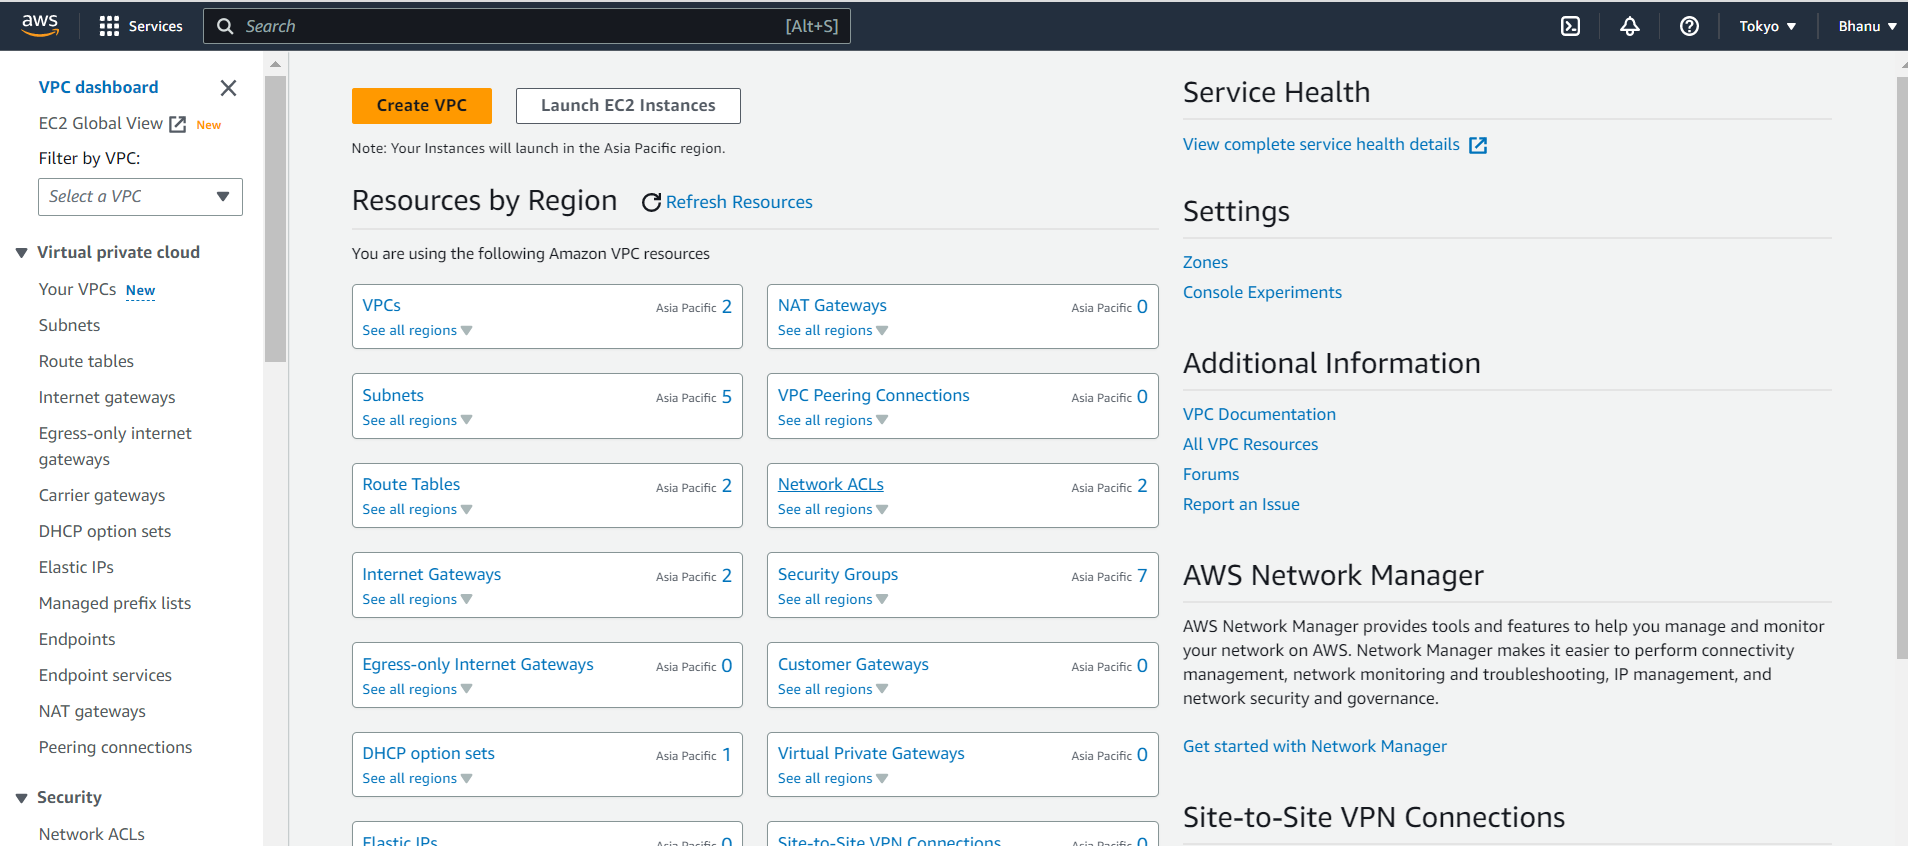 aws
Services
Search [Alt+S]
Tokyo ▼
Bhanu ▼
VPC dashboard
EC2 Global View New
Filter by VPC:
Select a VPC
Virtual private cloud
Your VPCs New
Subnets
Route tables
Internet gateways
Egress-only internet
gateways
Carrier gateways
DHCP option sets
Elastic IPs
Managed prefix lists
Endpoints
Endpoint services
NAT gateways
Peering connections
Security
Network ACLs
Create VPC
Launch EC2 Instances
Note: Your Instances will launch in the Asia Pacific region.
Resources by Region
Refresh Resources
You are using the following Amazon VPC resources
VPCs Asia Pacific 2
See all regions
NAT Gateways Asia Pacific 0
See all regions
Subnets Asia Pacific 5
See all regions
VPC Peering Connections Asia Pacific 0
See all regions
Route Tables Asia Pacific 2
See all regions
Network ACLs Asia Pacific 2
See all regions
Internet Gateways Asia Pacific 2
See all regions
Security Groups Asia Pacific 7
See all regions
Egress-only Internet Gateways Asia Pacific 0
See all regions
Customer Gateways Asia Pacific 0
See all regions
DHCP option sets Asia Pacific 1
See all regions
Virtual Private Gateways Asia Pacific 0
See all regions
Elastic IPs Asia Pacific 0
Site-to-Site VPN Connections Asia Pacific 0
Service Health
View complete service health details
Settings
Zones
Console Experiments
Additional Information
VPC Documentation
All VPC Resources
Forums
Report an Issue
AWS Network Manager
AWS Network Manager provides tools and features to help you manage and monitor
your network on AWS. Network Manager makes it easier to perform connectivity
management, network monitoring and troubleshooting, IP management, and
network security and governance.
Get started with Network Manager
Site-to-Site VPN Connections